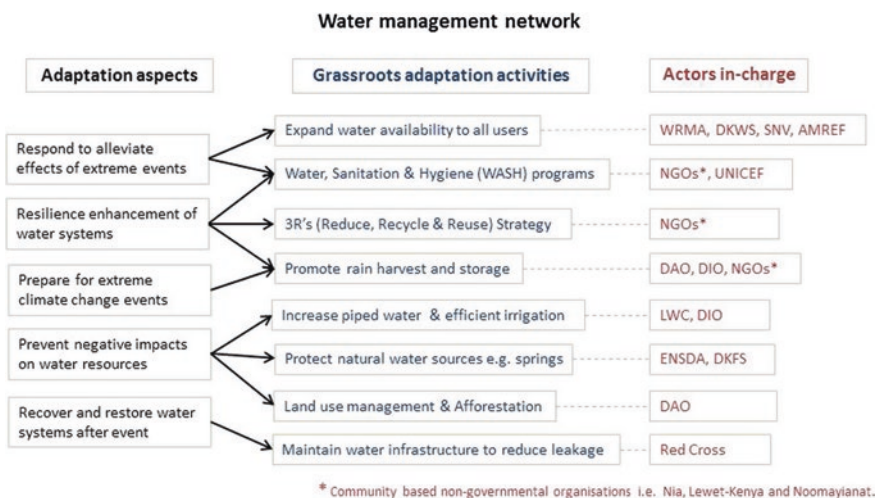 Water management network
Adaptation aspects
Grassroots adaptation activities
Actors in-charge
Respond to alleviate
effects of extreme events
Resilience enhancement of
water systems
Prepare for extreme
climate change events
Prevent negative impacts
on water resources
Recover and restore water
systems after event
Expand water availability to all users
Water, Sanitation & Hygiene (WASH) programs
3R's (Reduce, Recycle & Reuse) Strategy
Promote rain harvest and storage
Increase piped water & efficient irrigation
Protect natural water sources e.g. springs
Land use management & Afforestation
Maintain water infrastructure to reduce leakage
WRMA, DKWS, SNV, AMREF
NGOs*, UNICEF
NGOs*
DAO, DIO, NGOs*
LWC, DIO
ENSDA, DKFS
DAO
Red Cross
* Community based non-governmental organisations i.e. Nia, Lewet-Kenya and Noomayianat.